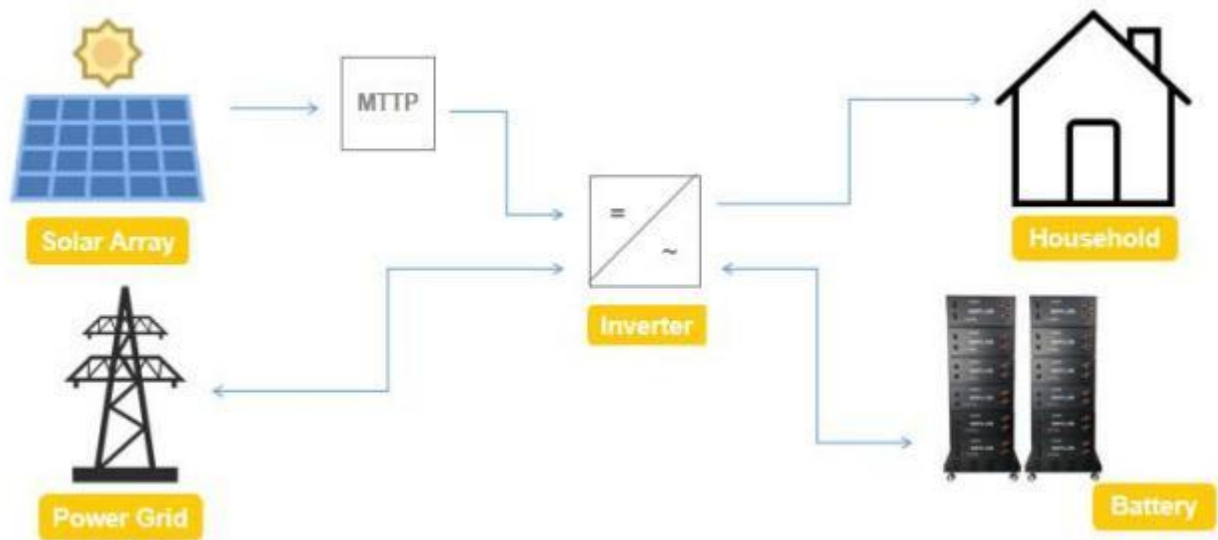 MTTP
Solar Array
=
~
Household
Inverter
Power Grid
Battery